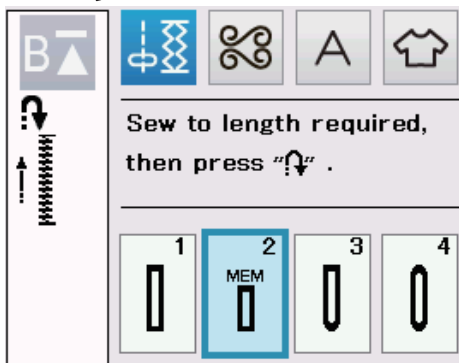 B
A
Sew to length required,
then press "" .
1
2
3
4
MEM